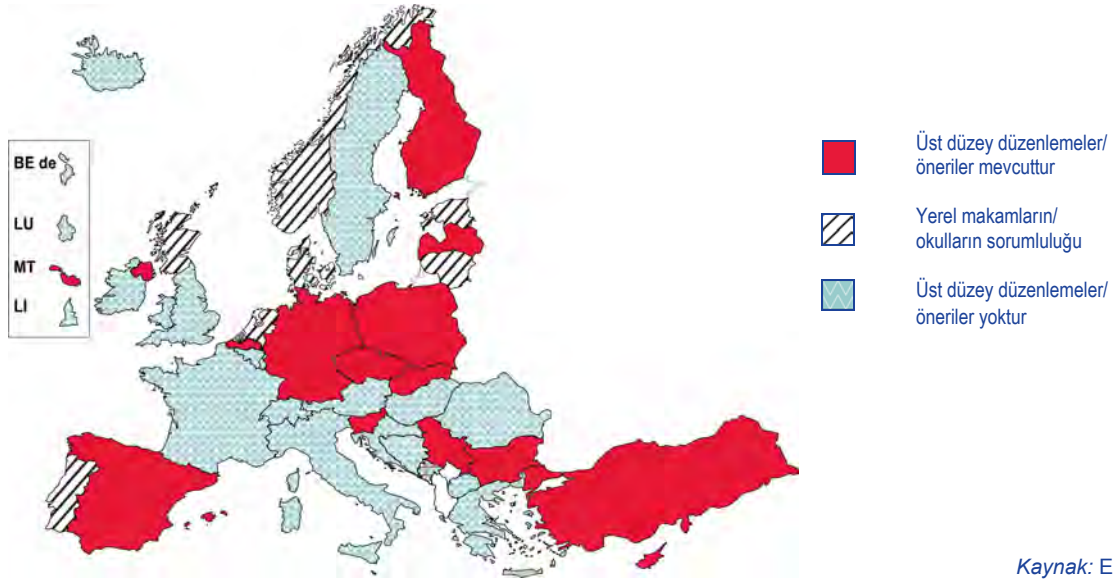 BE de
LU
MT
LI
Üst düzey düzenlemeler/
öneriler mevcuttur
Yerel makamların/
okulların sorumluluğu
Üst düzey düzenlemeler/
öneriler yoktur
Kaynak: E